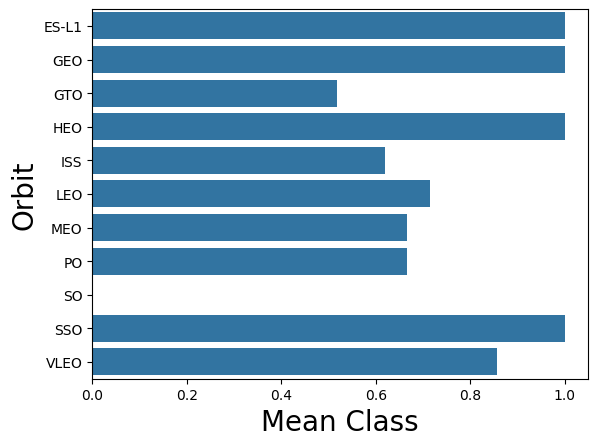 ES-L1
GEO
GTO
HEO
ISS
LEO
MEO
PO
SO
SSO
VLEO
Orbit
0.0 0.2 0.4 0.6 0.8 1.0
Mean Class